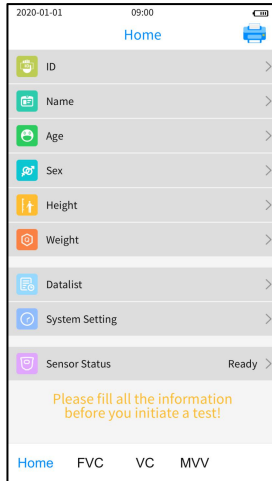 2020-01-01 09:00
Home
ID
Name
Age
Sex
Height
Weight
Datalist
System Setting
Sensor Status Ready
Please fill all the information
before you initiate a test!
Home FVC VC MVV